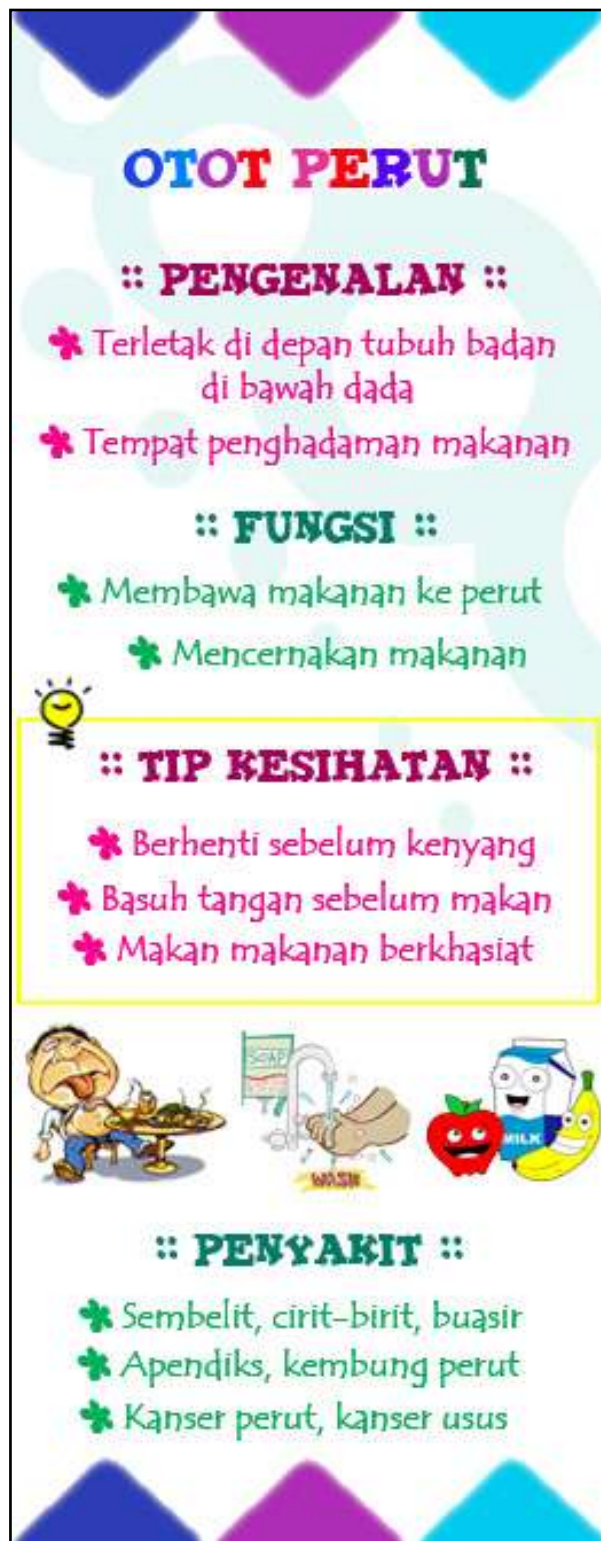 OTOT PERUT
:: PENGENALAN ::
Terletak di depan tubuh badan
di bawah dada
Tempat penghadaman makanan
:: FUNGSI ::
Membawa makanan ke perut
Mencernakan makanan
:: TIP KESIHATAN ::
Berhenti sebelum kenyang
Basuh tangan sebelum makan
Makan makanan berkhasiat
SOAP
MILK
WASH
:: PENYAKIT ::
Sembelit, cirit-birit, buasir
Apendiks, kembung perut
Kanser perut, kanser usus